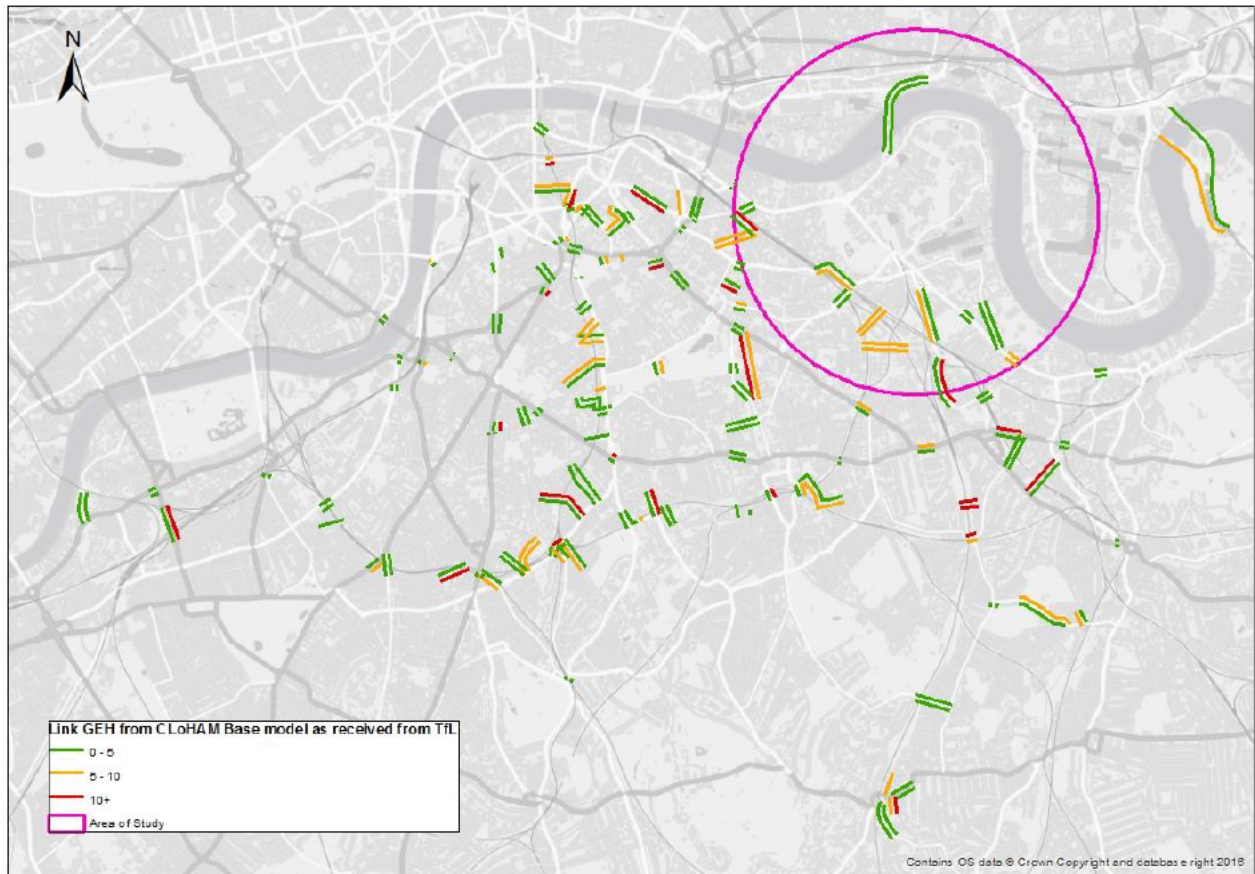 N
Link GEH from CLoHAM Base model as received from TfL
0 - 5
5 - 10
10+
Area of Study
Contains OS data © Crown Copyright and database right 2016